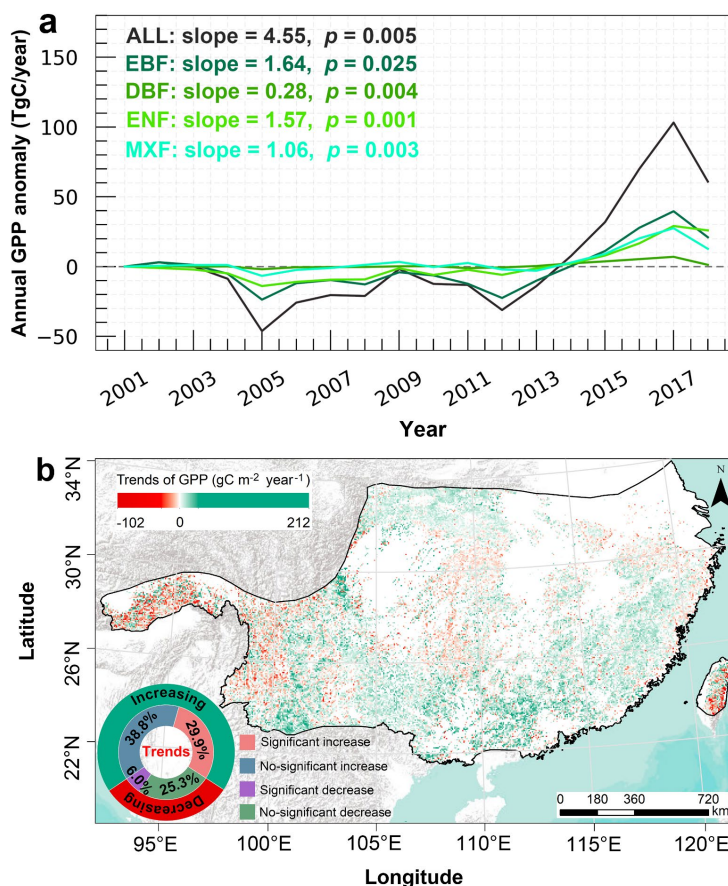 a
ALL: slope = 4.55, p = 0.005
EBF: slope = 1.64, p = 0.025
DBF: slope = 0.28, p = 0.004
ENF: slope = 1.57, p = 0.001
MXF: slope = 1.06, p = 0.003
Annual GPP anomaly (TgC/year)
150
100
50
0
−50
2001
2003
2005
2007
2009
2011
2013
2015
2017
Year
b
Trends of GPP (gC m⁻² year⁻¹)
-102 0 212
N
34°N
30°N
26°N
22°N
Latitude
Increasing
Decreasing
38.8%
29.9%
6.0%
25.3%
Trends
Significant increase
No-significant increase
Significant decrease
No-significant decrease
0 180 360 720
km
95°E 100°E 105°E 110°E 115°E 120°E
Longitude